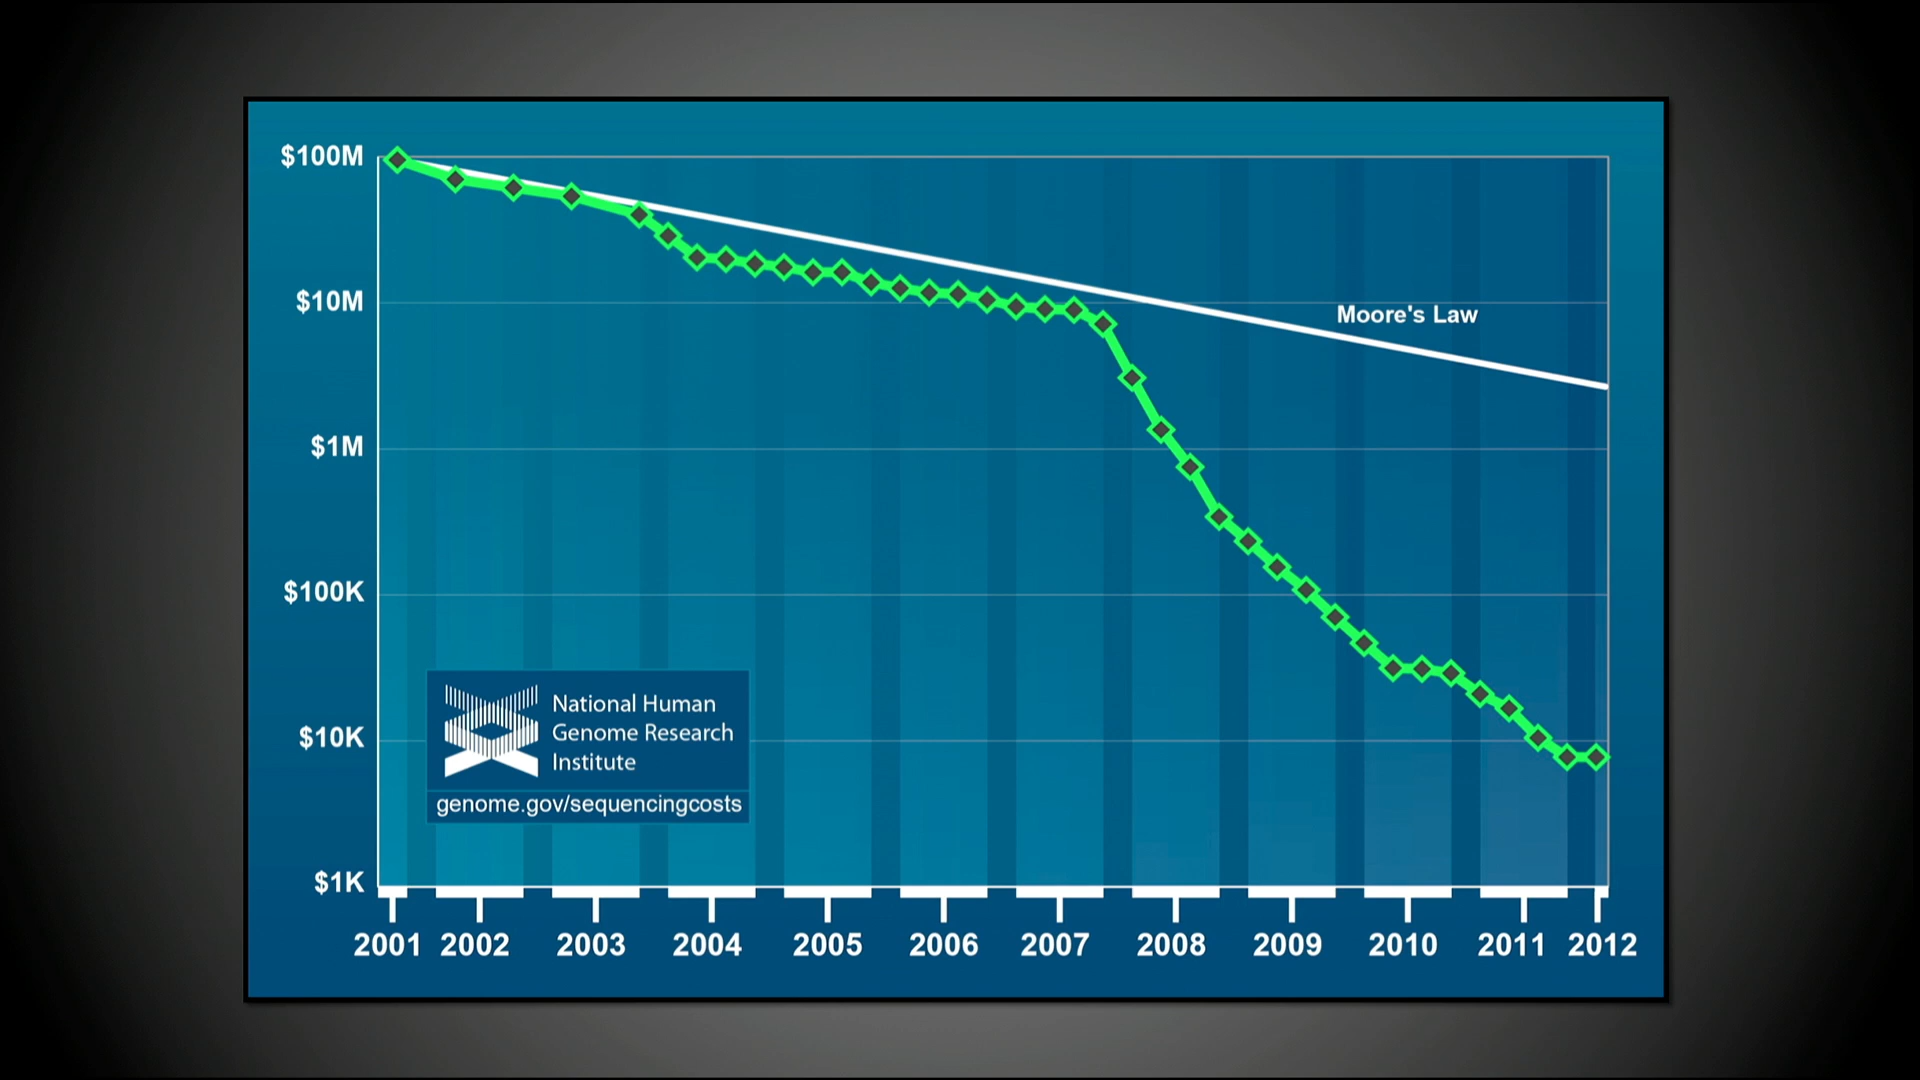 $100M
$10M
$1M
$100K
$10K
$1K
Moore's Law
National Human
Genome Research
Institute
genome.gov/sequencingcosts
2001 2002 2003 2004 2005 2006 2007 2008 2009 2010 2011 2012